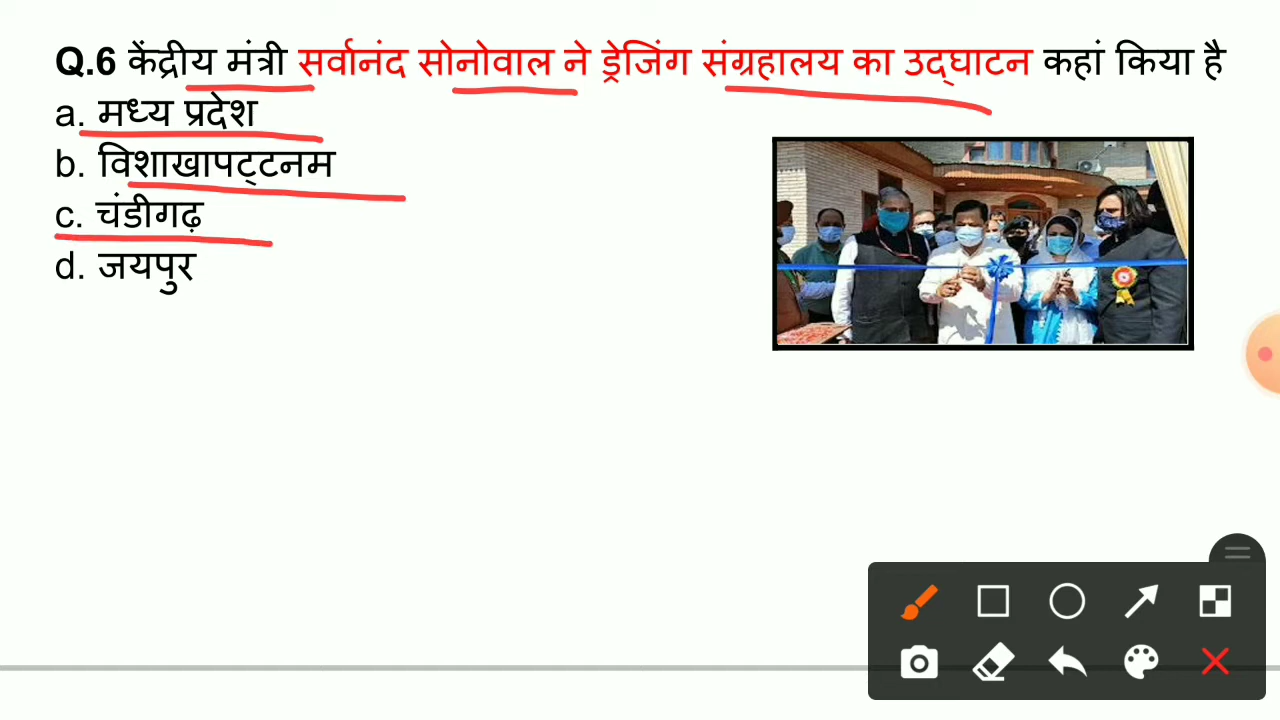 Q.6 केंद्रीय मंत्री सर्वानंद सोनोवाल ने ड्रेजिंग संग्रहालय का उद्घाटन कहां किया है
a. मध्य प्रदेश
b. विशाखापट्टनम
c. चंडीगढ़
d. जयपुर